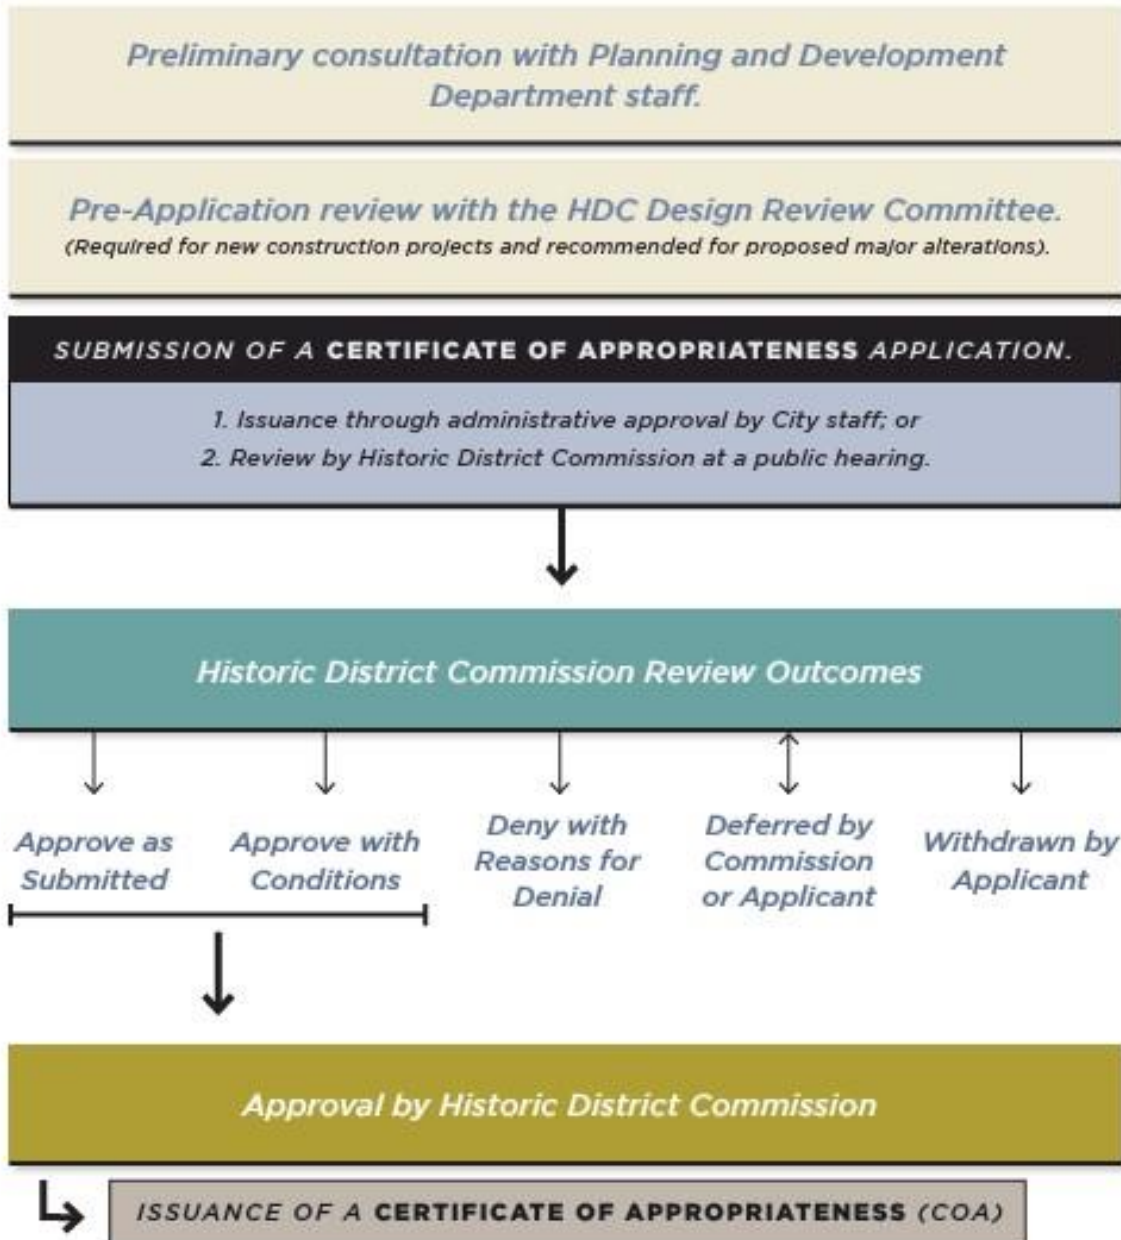 Preliminary consultation with Planning and Development
Department staff.
Pre-Application review with the HDC Design Review Committee.
(Required for new construction projects and recommended for proposed major alterations).
SUBMISSION OF A CERTIFICATE OF APPROPRIATENESS APPLICATION.
1. Issuance through administrative approval by City staff; or
2. Review by Historic District Commission at a public hearing.
Historic District Commission Review Outcomes
Approve as
Submitted
Approve with
Conditions
Deny with
Reasons for
Denial
Deferred by
Commission
or Applicant
Withdrawn by
Applicant
Approval by Historic District Commission
ISSUANCE OF A CERTIFICATE OF APPROPRIATENESS (COA)